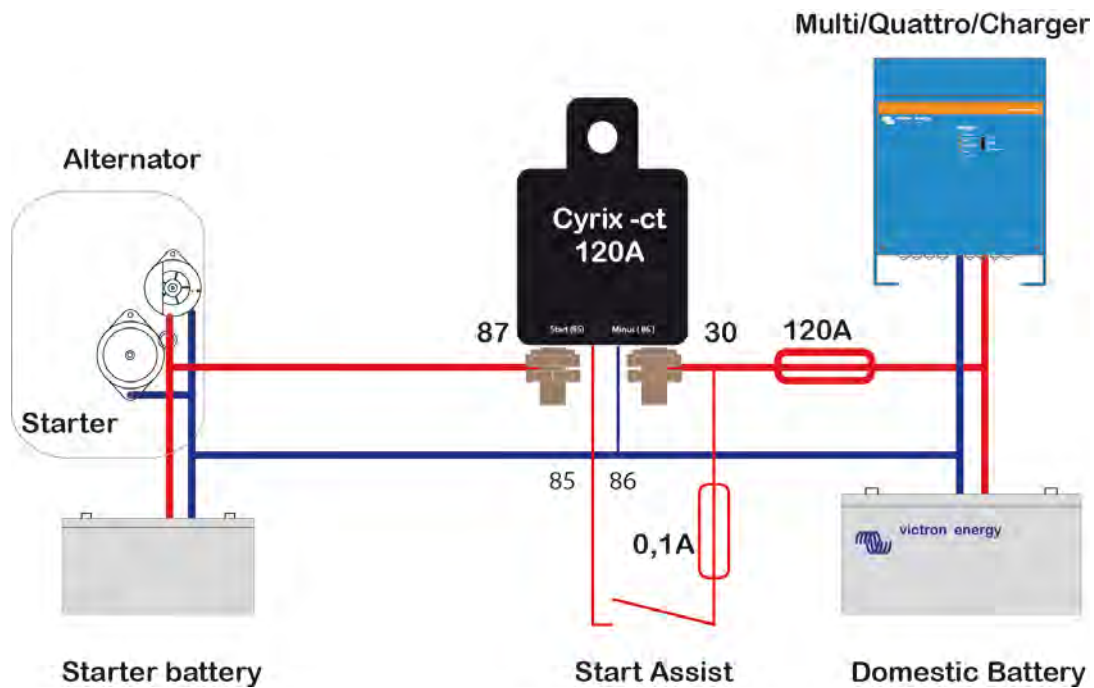 Multi/Quattro/Charger
Alternator
Cyrix -ct
120A
Start (85)
Minus ( 86)
87
30
120A
Starter
85
86
0,1A
victron energy
Starter battery
Start Assist
Domestic Battery